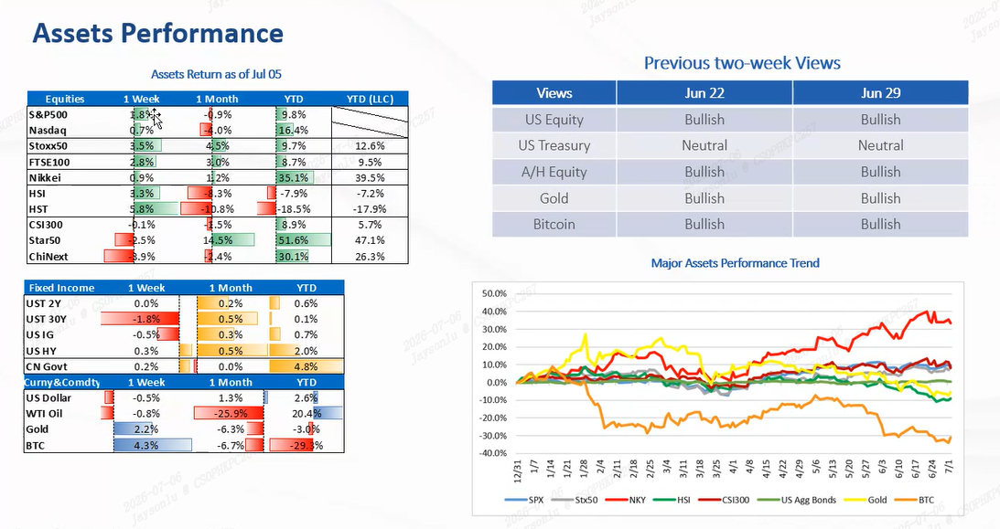 Assets Performance
Assets Return as of Jul 05
Equities 1 Week 1 Month YTD YTD (LLC)
S&P500 1.8% -0.9% 9.8%
Nasdaq 0.7% -4.0% 16.4%
Stoxx50 3.5% 4.5% 9.7% 12.6%
FTSE100 2.8% 3.0% 8.7% 9.5%
Nikkei 0.9% 1.2% 35.1% 39.5%
HSI 3.3% -8.3% -7.9% -7.2%
HST 5.8% -10.8% -18.5% -17.9%
CSI300 -0.1% -1.5% 8.9% 5.7%
Star50 -2.5% 14.5% 51.6% 47.1%
ChiNext -3.9% -2.4% 30.1% 26.3%
Fixed Income 1 Week 1 Month YTD
UST 2Y 0.0% 0.2% 0.6%
UST 30Y -1.8% 0.5% 0.1%
US IG -0.5% 0.3% 0.7%
US HY 0.3% 0.5% 2.0%
CN Govt 0.2% 0.0% 4.8%
Curny&Comdty 1 Week 1 Month YTD
US Dollar -0.5% 1.3% 2.6%
WTI Oil -0.8% -25.9% 20.4%
Gold 2.2% -6.3% -3.0%
BTC 4.3% -6.7% -29.3%
Previous two-week Views
Views Jun 22 Jun 29
US Equity Bullish Bullish
US Treasury Neutral Neutral
A/H Equity Bullish Bullish
Gold Bullish Bullish
Bitcoin Bullish Bullish
Major Assets Performance Trend
50.0%
40.0%
30.0%
20.0%
10.0%
0.0%
-10.0%
-20.0%
-30.0%
-40.0%
12/31 1/7 1/14 1/21 1/28 2/4 2/11 2/18 2/25 3/4 3/11 3/18 3/25 4/1 4/8 4/15 4/22 4/29 5/6 5/13 5/20 5/27 6/3 6/10 6/17 6/24 7/1
SPX Stx50 NKY HSI CSI300 US Agg Bonds Gold BTC